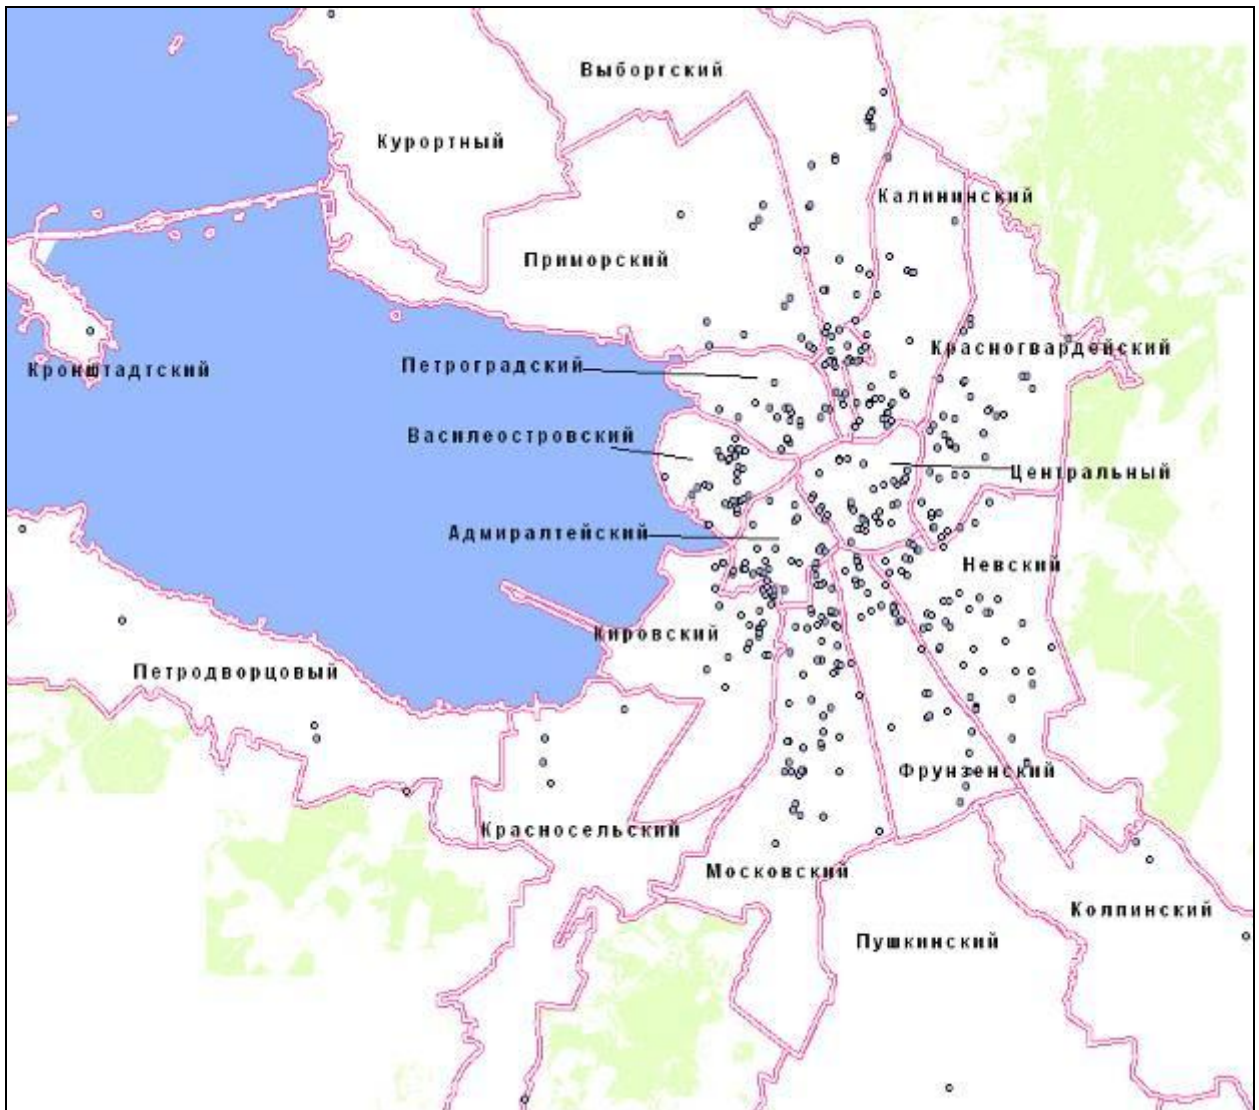 Выборгский
Курортный
Калининский
Приморский
Красногвардейский
Петроградский
Кронштадтский
Василеостровский
Центральный
Адмиралтейский
Невский
Кировский
Петродворцовый
Фрунзенский
Красносельский
Московский
Колпинский
Пушкинский